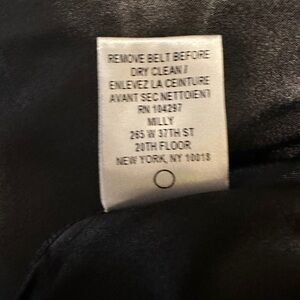 REMOVE BELT BEFORE
DRY CLEAN /
ENLEVEZ LA CEINTURE
AVANT SEC NETTOIENT
RN 104297
MILLY
265 W 37TH ST
20TH FLOOR
NEW YORK, NY 10018